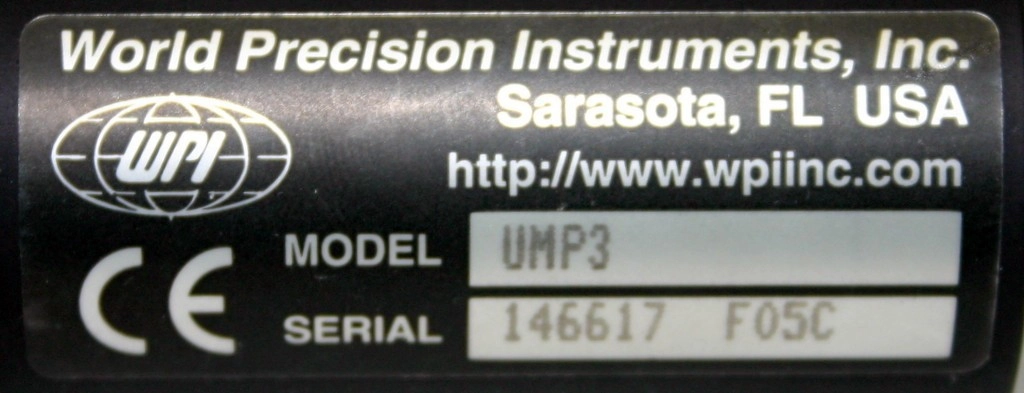 World Precision Instruments, Inc.
Sarasota, FL USA
WPI
http://www.wpiinc.com
MODEL UMP3
CE
SERIAL 146617 F05C